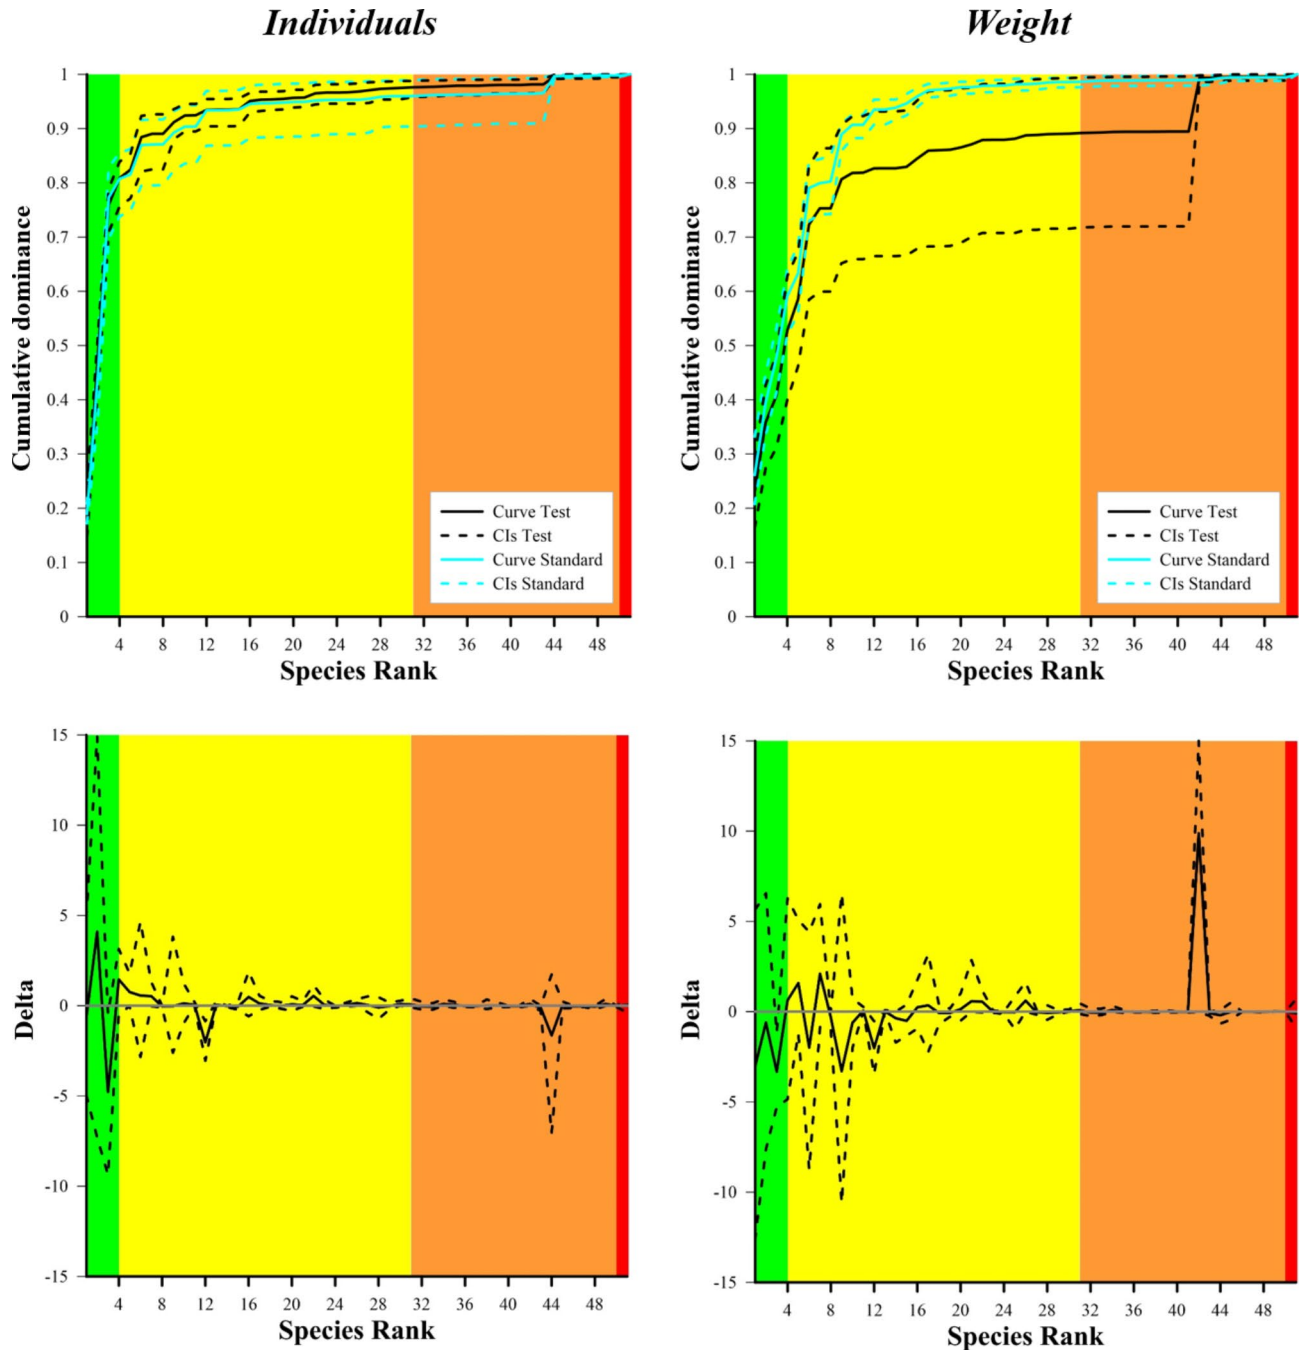 Individuals
Weight
1
0.9
0.8
0.7
0.6
0.5
0.4
0.3
0.2
0.1
0
Cumulative dominance
Curve Test
CIs Test
Curve Standard
CIs Standard
4 8 12 16 20 24 28 32 36 40 44 48
Species Rank
1
0.9
0.8
0.7
0.6
0.5
0.4
0.3
0.2
0.1
0
Cumulative dominance
Curve Test
CIs Test
Curve Standard
CIs Standard
4 8 12 16 20 24 28 32 36 40 44 48
Species Rank
15
10
5
0
-5
-10
-15
Delta
4 8 12 16 20 24 28 32 36 40 44 48
Species Rank
15
10
5
0
-5
-10
-15
Delta
4 8 12 16 20 24 28 32 36 40 44 48
Species Rank